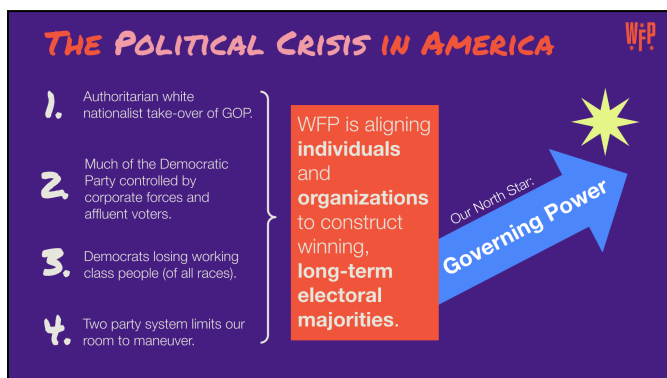 THE POLITICAL CRISIS IN AMERICA
WFP
1. Authoritarian white
nationalist take-over of GOP.
2. Much of the Democratic
Party controlled by
corporate forces and
affluent voters.
3. Democrats losing working
class people (of all races).
4. Two party system limits our
room to maneuver.
WFP is aligning
individuals
and
organizations
to construct
winning,
long-term
electoral
majorities.
Our North Star:
Governing Power